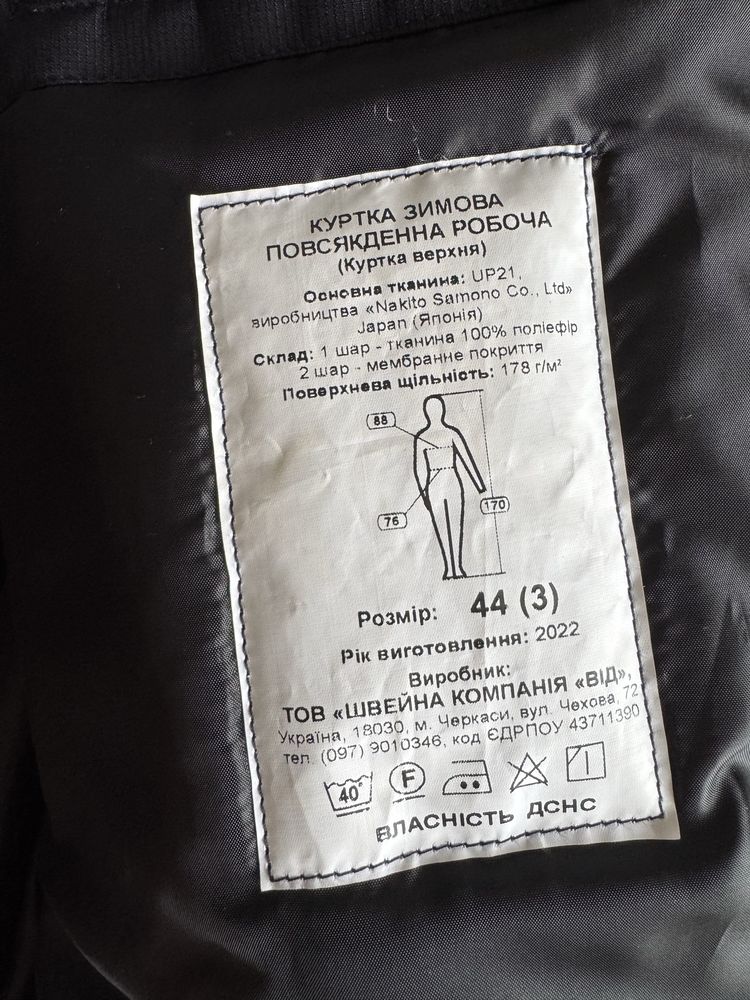 КУРТКА ЗИМОВА
ПОВСЯКДЕННА РОБОЧА
(Куртка верхня)
Основна тканина: UP21,
виробництва «Nakito Samono Co., Ltd»
Japan (Японія)
Склад: 1 шар - тканина 100% поліефір
2 шар - мембранне покриття
Поверхнева щільність: 178 г/м²
88
76
170
Розмір: 44 (3)
Рік виготовлення: 2022
Виробник:
ТОВ «ШВЕЙНА КОМПАНІЯ «ВІД»,
Україна, 18030, м. Черкаси, вул. Чехова, 72
тел. (097) 9010346, код ЄДРПОУ 43711390
40° F
ВЛАСНІСТЬ ДСНС